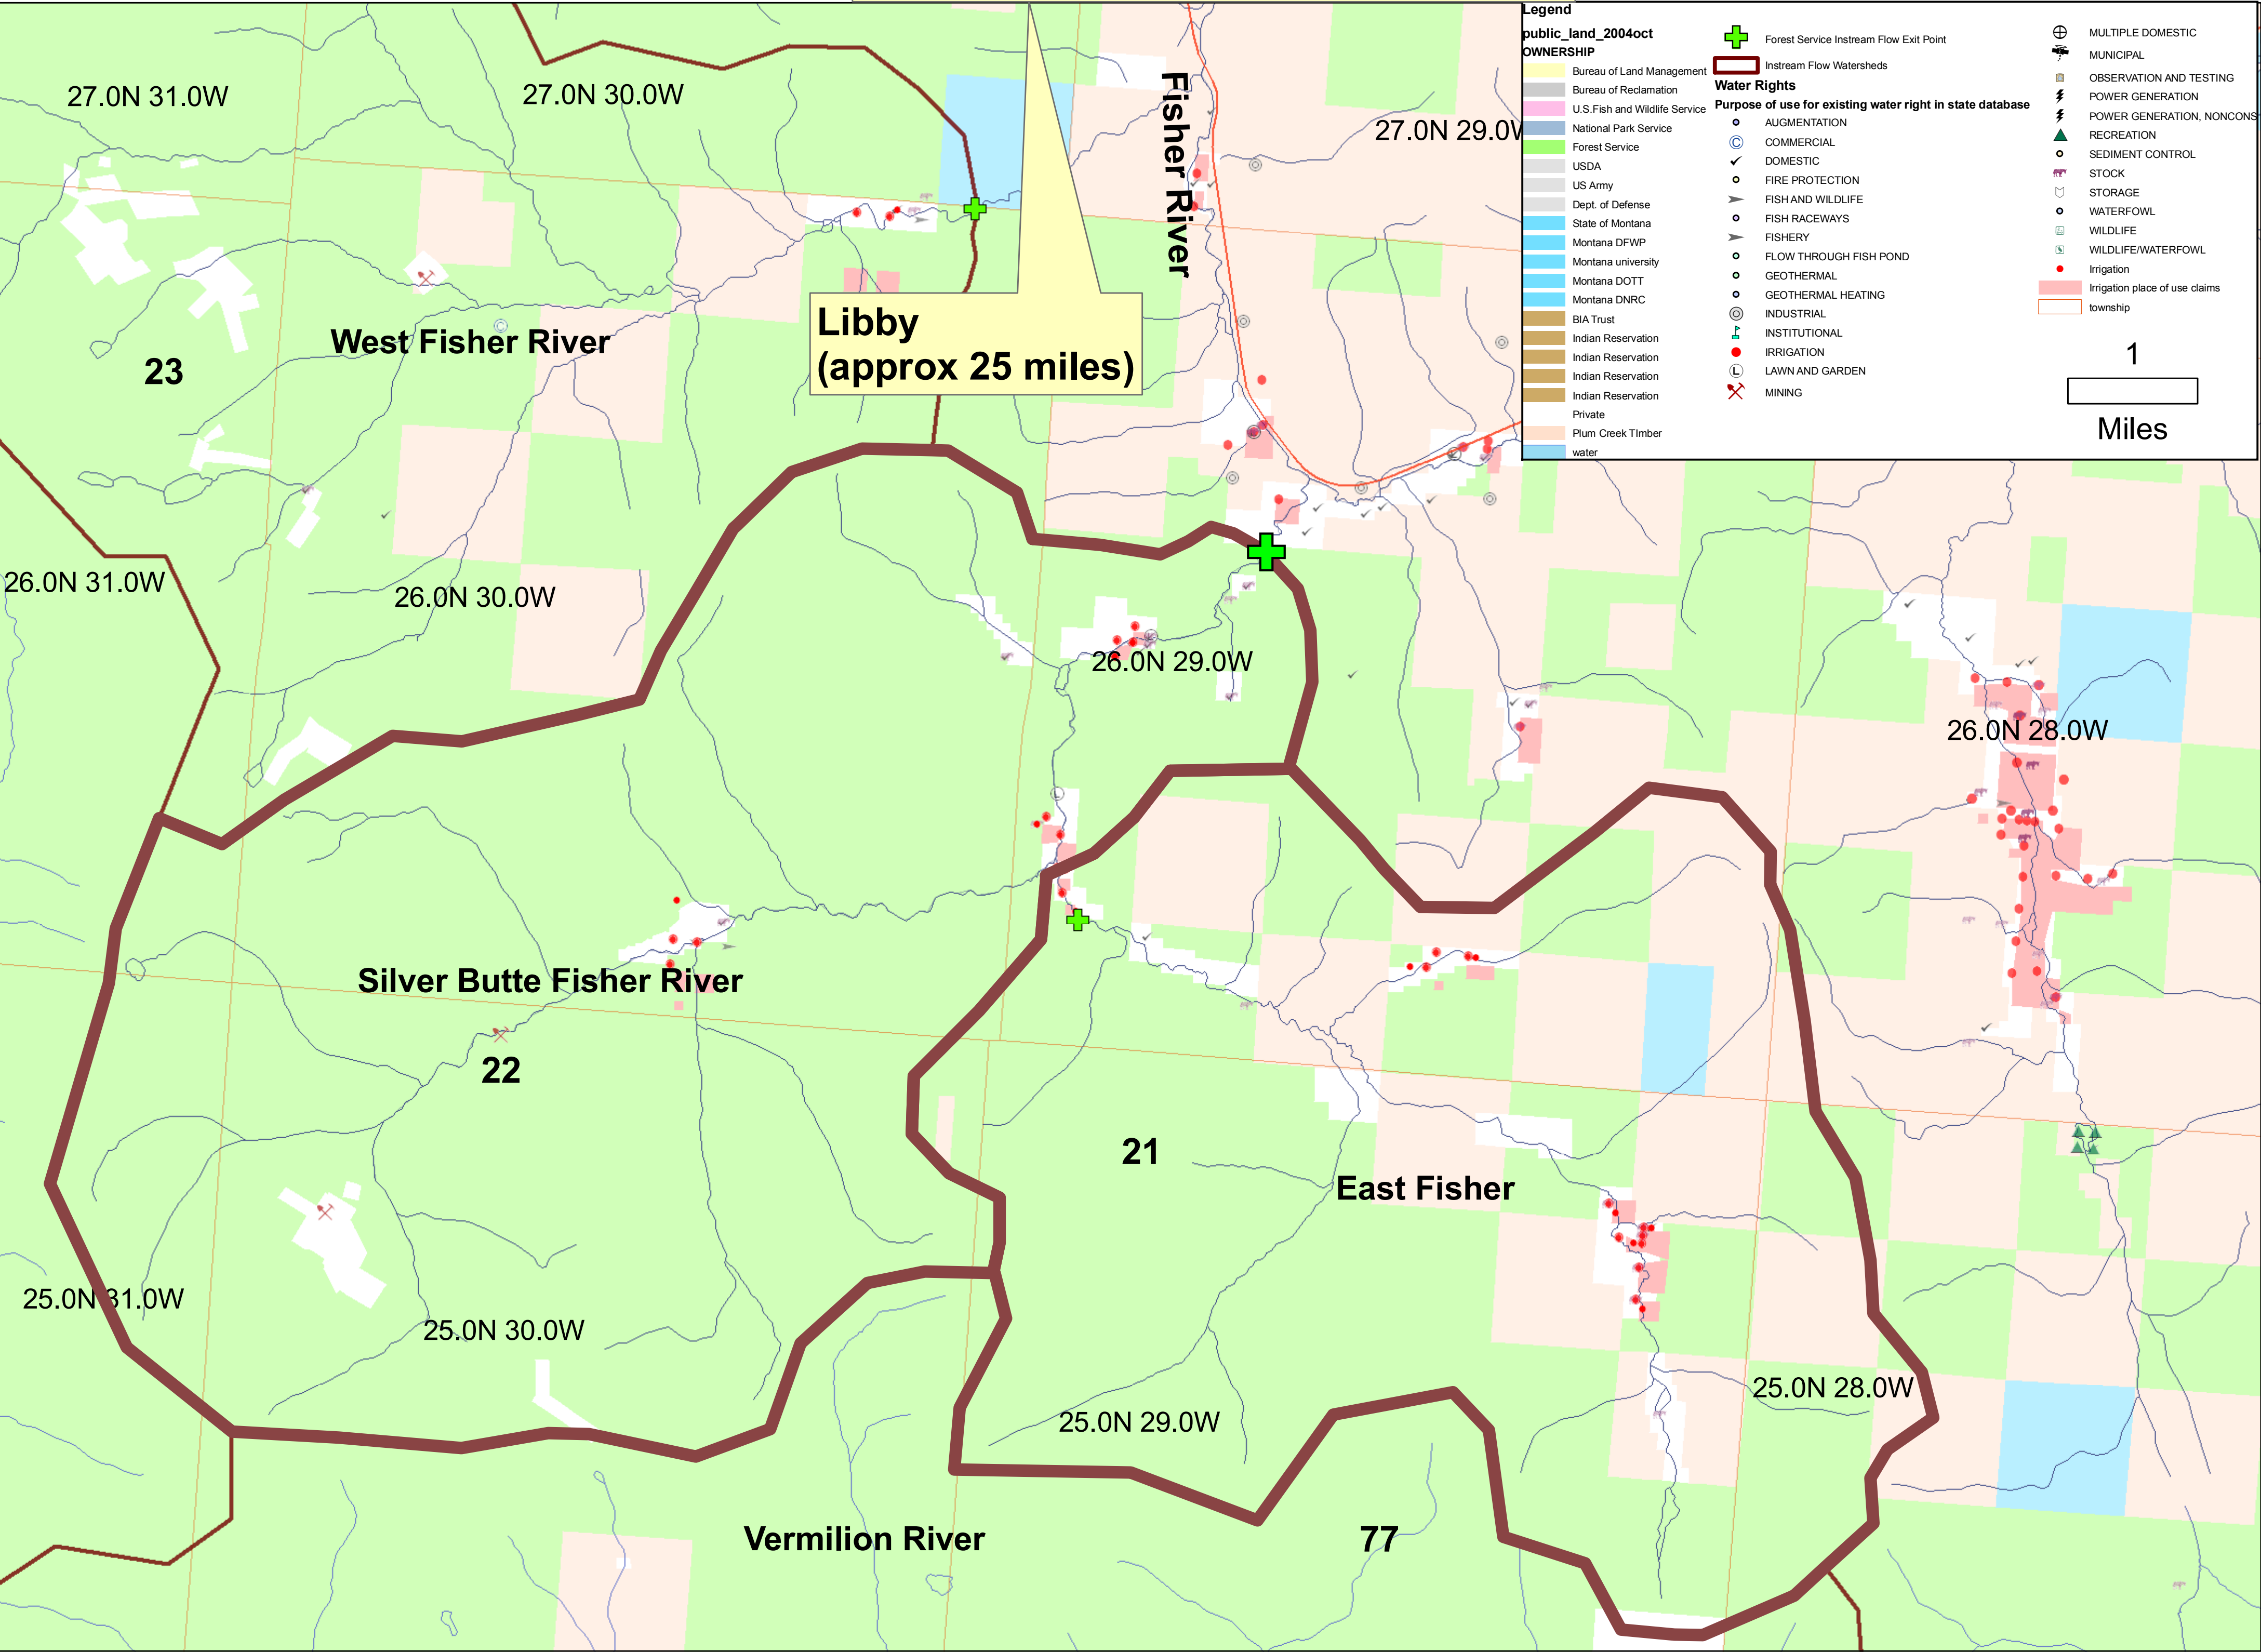 27.0N 31.0W
27.0N 30.0W
Fisher River
27.0N 29.0W
West Fisher River
23
Libby
(approx 25 miles)
26.0N 31.0W
26.0N 30.0W
26.0N 29.0W
26.0N 28.0W
Silver Butte Fisher River
22
21
East Fisher
25.0N 31.0W
25.0N 30.0W
25.0N 29.0W
25.0N 28.0W
Vermilion River
77
Legend
public_land_2004oct
OWNERSHIP
Bureau of Land Management
Bureau of Reclamation
U.S.Fish and Wildlife Service
National Park Service
Forest Service
USDA
US Army
Dept. of Defense
State of Montana
Montana DFWP
Montana university
Montana DOTT
Montana DNRC
BIA Trust
Indian Reservation
Indian Reservation
Indian Reservation
Indian Reservation
Private
Plum Creek TImber
water
Forest Service Instream Flow Exit Point
Instream Flow Watersheds
Water Rights
Purpose of use for existing water right in state database
AUGMENTATION
C COMMERCIAL
DOMESTIC
FIRE PROTECTION
FISH AND WILDLIFE
FISH RACEWAYS
FISHERY
FLOW THROUGH FISH POND
GEOTHERMAL
GEOTHERMAL HEATING
INDUSTRIAL
INSTITUTIONAL
IRRIGATION
L LAWN AND GARDEN
MINING
MULTIPLE DOMESTIC
MUNICIPAL
OBSERVATION AND TESTING
POWER GENERATION
POWER GENERATION, NONCONS
RECREATION
SEDIMENT CONTROL
STOCK
STORAGE
WATERFOWL
WILDLIFE
WILDLIFE/WATERFOWL
Irrigation
Irrigation place of use claims
township
1
Miles